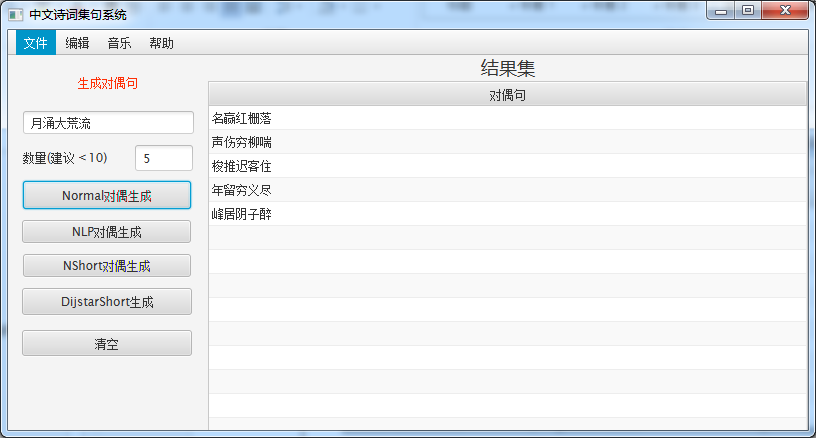 中文诗词集句系统
文件 编辑 音乐 帮助
生成对偶句
月涌大荒流
数量(建议 <10) 5
Normal对偶生成
NLP对偶生成
NShort对偶生成
DijstarShort生成
清空
结果集
对偶句
名嬴红栅落
声伤穷柳喘
梭推迟客住
年留穷义尽
峰居阴子醉